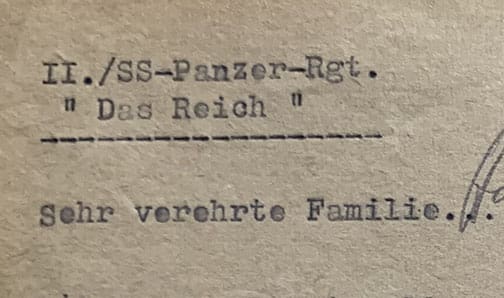 II./SS-Panzer-Rgt.
" Das Reich "
Sehr verehrte Familie...